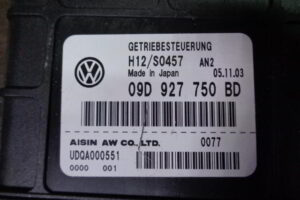 GETRIEBESTEUERUNG
H12/S0457 AN2
Made in Japan 05.11.03
09D 927 750 BD
AISIN AW CO., LTD. 0077
UDQA000551
0000 001